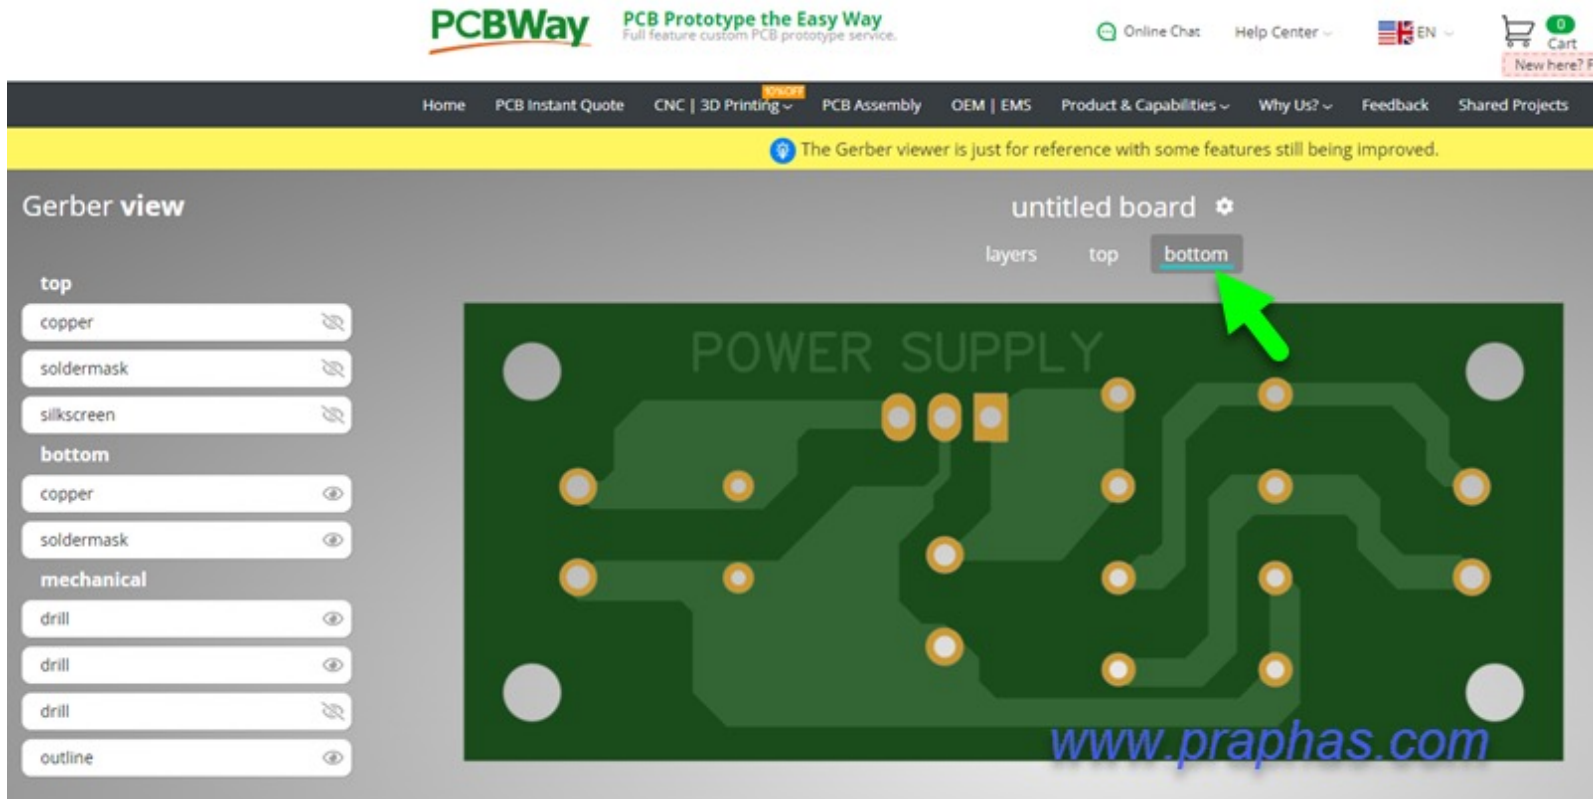 PCBWay
PCB Prototype the Easy Way
Full feature custom PCB prototype service.
Online Chat
Help Center
EN
0
Cart
New here?
10%OFF
Home PCB Instant Quote CNC | 3D Printing PCB Assembly OEM | EMS Product & Capabilities Why Us? Feedback Shared Projects
The Gerber viewer is just for reference with some features still being improved.
Gerber view
untitled board
layers top bottom
top
copper
soldermask
silkscreen
bottom
copper
soldermask
mechanical
drill
drill
drill
outline
POWER SUPPLY
www.praphas.com